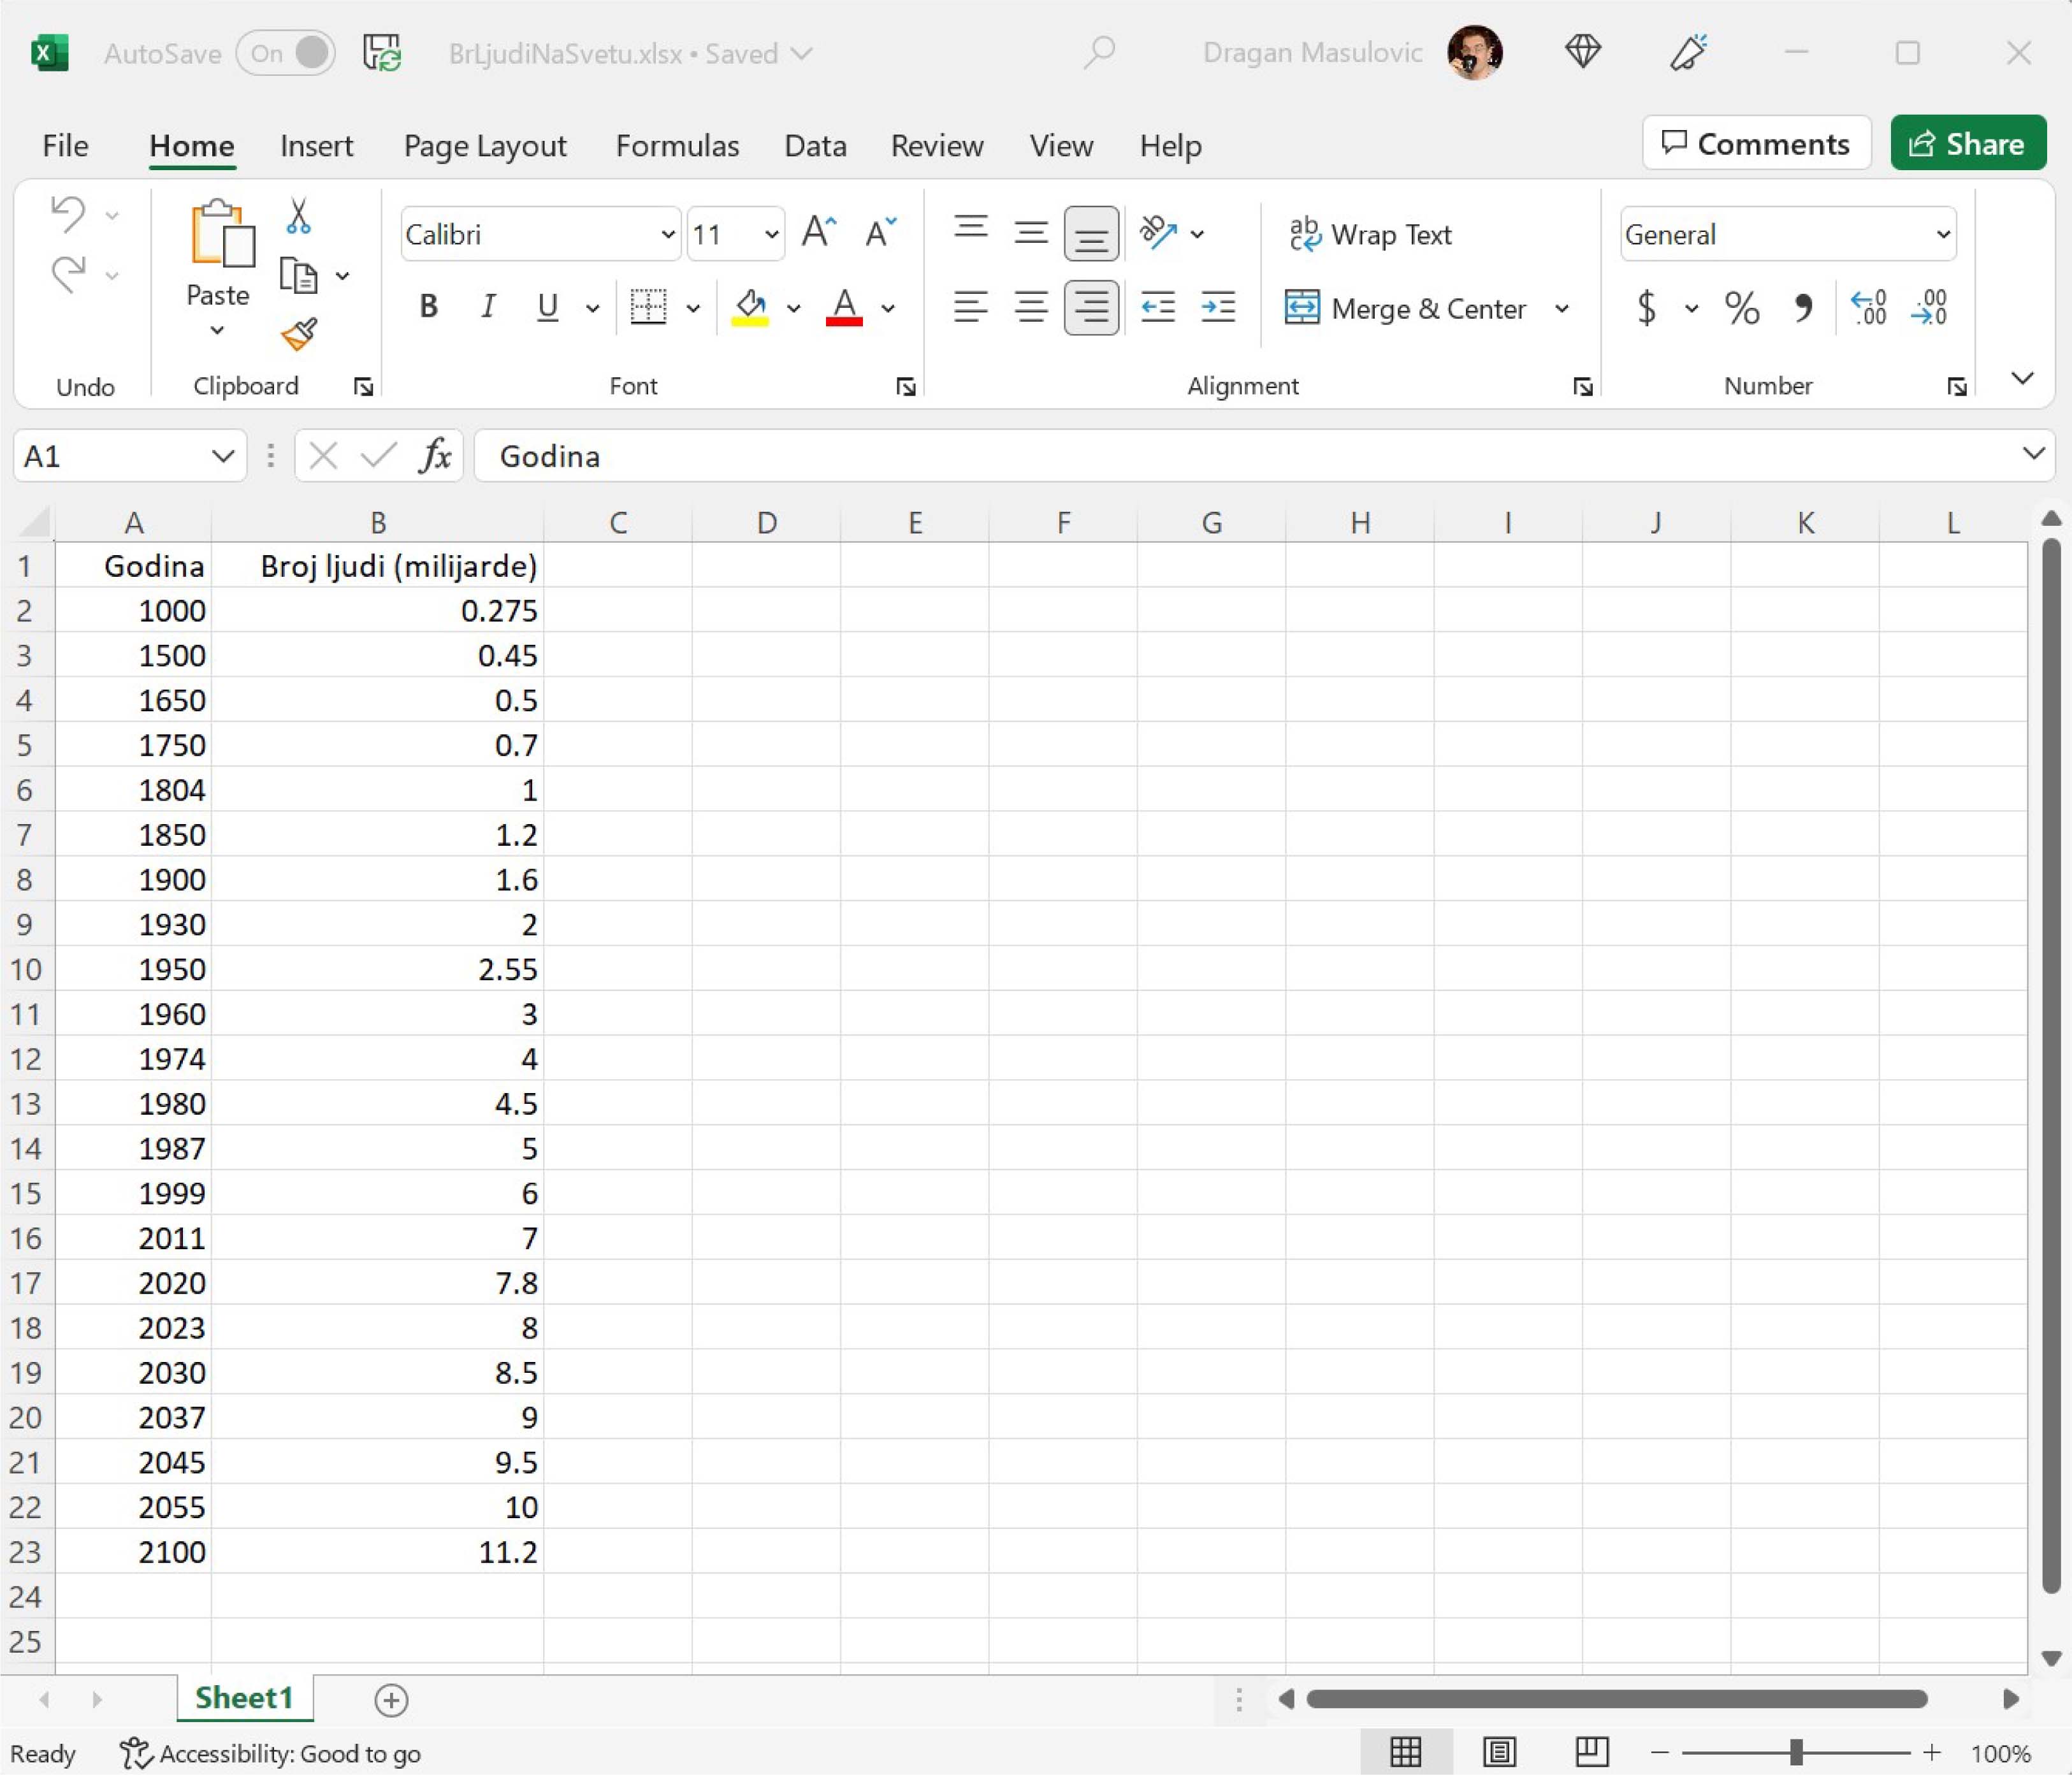 AutoSave On BrLjudiNaSvetu.xlsx • Saved Dragan Masulovic
File Home Insert Page Layout Formulas Data Review View Help Comments Share
Calibri 11 Wrap Text General
Paste B I U A Merge & Center $ % 9 .00 .00
Undo Clipboard Font Alignment Number
A1 fx Godina
A B C D E F G H I J K L
1 Godina Broj ljudi (milijarde)
2 1000 0.275
3 1500 0.45
4 1650 0.5
5 1750 0.7
6 1804 1
7 1850 1.2
8 1900 1.6
9 1930 2
10 1950 2.55
11 1960 3
12 1974 4
13 1980 4.5
14 1987 5
15 1999 6
16 2011 7
17 2020 7.8
18 2023 8
19 2030 8.5
20 2037 9
21 2045 9.5
22 2055 10
23 2100 11.2
24
25
Sheet1
Ready Accessibility: Good to go 100%